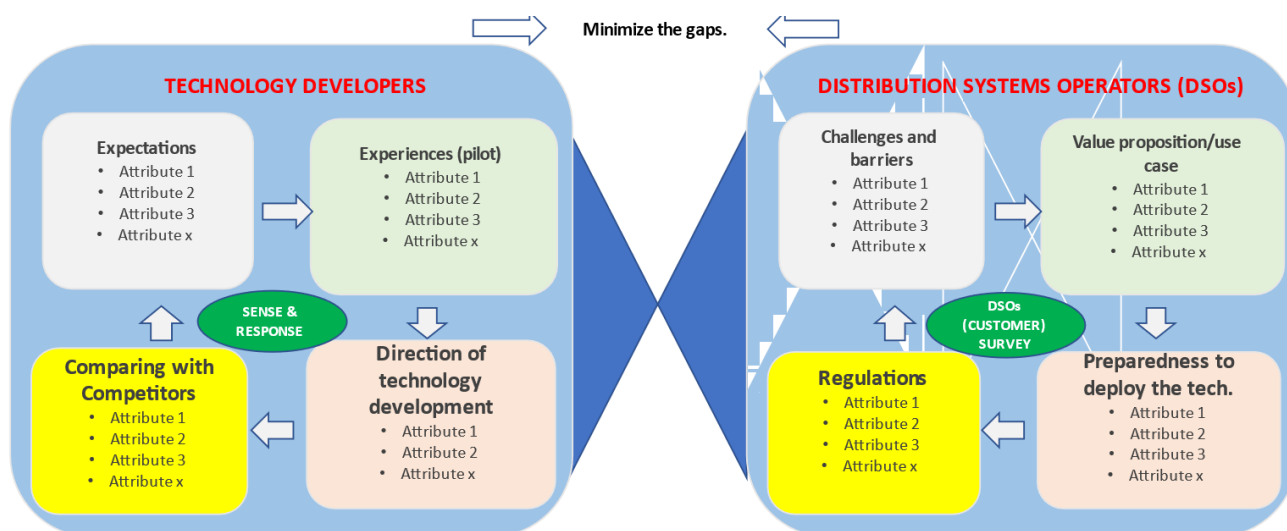 Minimize the gaps.
TECHNOLOGY DEVELOPERS
Expectations
• Attribute 1
• Attribute 2
• Attribute 3
• Attribute x
Experiences (pilot)
• Attribute 1
• Attribute 2
• Attribute 3
• Attribute x
SENSE &
RESPONSE
Comparing with
Competitors
• Attribute 1
• Attribute 2
• Attribute 3
• Attribute x
Direction of
technology
development
• Attribute 1
• Attribute 2
• Attribute x
DISTRIBUTION SYSTEMS OPERATORS (DSOs)
Challenges and
barriers
• Attribute 1
• Attribute 2
• Attribute 3
• Attribute x
Value proposition/use
case
• Attribute 1
• Attribute 2
• Attribute 3
• Attribute x
DSOs
(CUSTOMER)
SURVEY
Regulations
• Attribute 1
• Attribute 2
• Attribute 3
• Attribute x
Preparedness to
deploy the tech.
• Attribute 1
• Attribute 2
• Attribute 3
• Attribute x